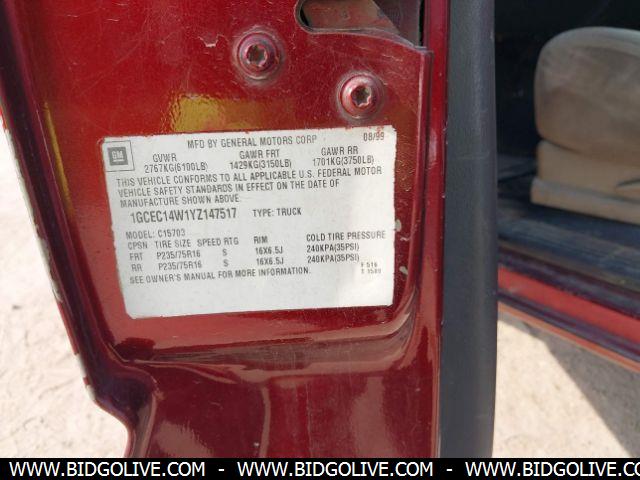 MFD BY GENERAL MOTORS CORP 08/99
GM GVWR GAWR FRT GAWR RR
2767KG(6100LB) 1429KG(3150LB) 1701KG(3750LB)
THIS VEHICLE CONFORMS TO ALL APPLICABLE U.S. FEDERAL MOTOR
VEHICLE SAFETY STANDARDS IN EFFECT ON THE DATE OF
MANUFACTURE SHOWN ABOVE.
1GCEC14W1YZ147517 TYPE: TRUCK
MODEL: C15703
CPSN TIRE SIZE SPEED RTG RIM COLD TIRE PRESSURE
FRT P235/75R16 S 16X6.5J 240KPA(35PSI)
RR P235/75R16 S 16X6.5J 240KPA(35PSI)
SEE OWNER'S MANUAL FOR MORE INFORMATION. F 516
T 1589
WWW.BIDGOLIVE.COM - WWW.BIDGOLIVE.COM - WWW.BIDGOLIVE.COM